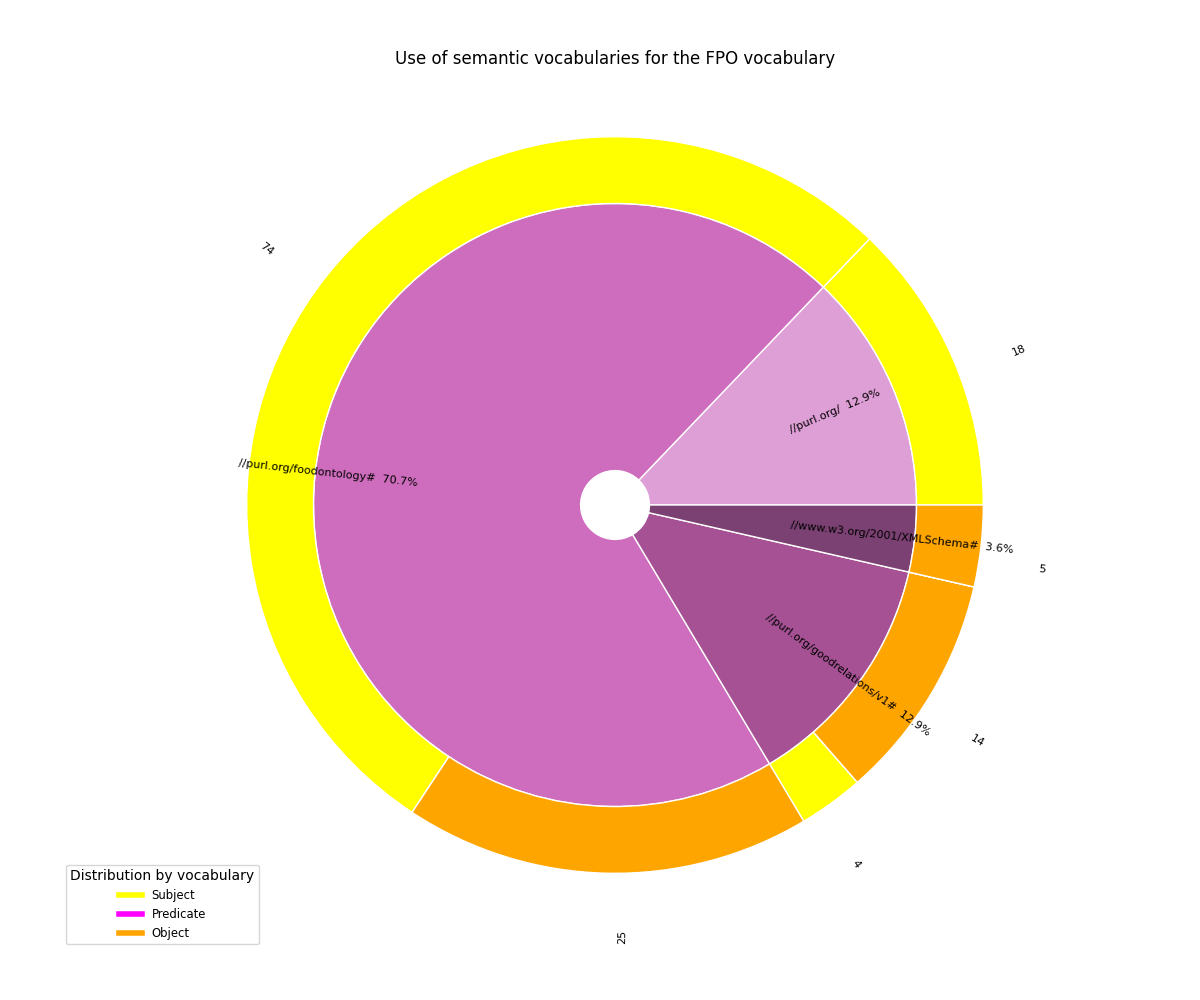 Use of semantic vocabularies for the FPO vocabulary
74
18
//purl.org/ 12.9%
//purl.org/foodontology# 70.7%
//www.w3.org/2001/XMLSchema# 3.6%
5
//purl.org/goodrelations/v1# 12.9%
14
4
25
Distribution by vocabulary
Subject
Predicate
Object